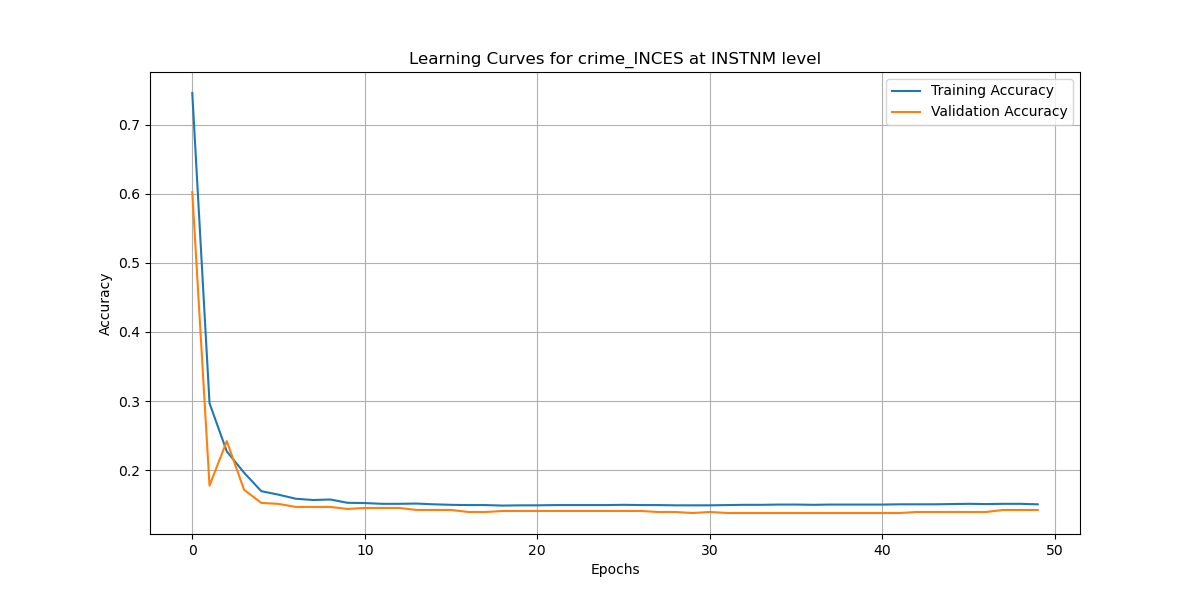 Learning Curves for crime_INCES at INSTNM level
Training Accuracy
Validation Accuracy
0.7
0.6
0.5
0.4
0.3
0.2
Accuracy
0
10
20
30
40
50
Epochs